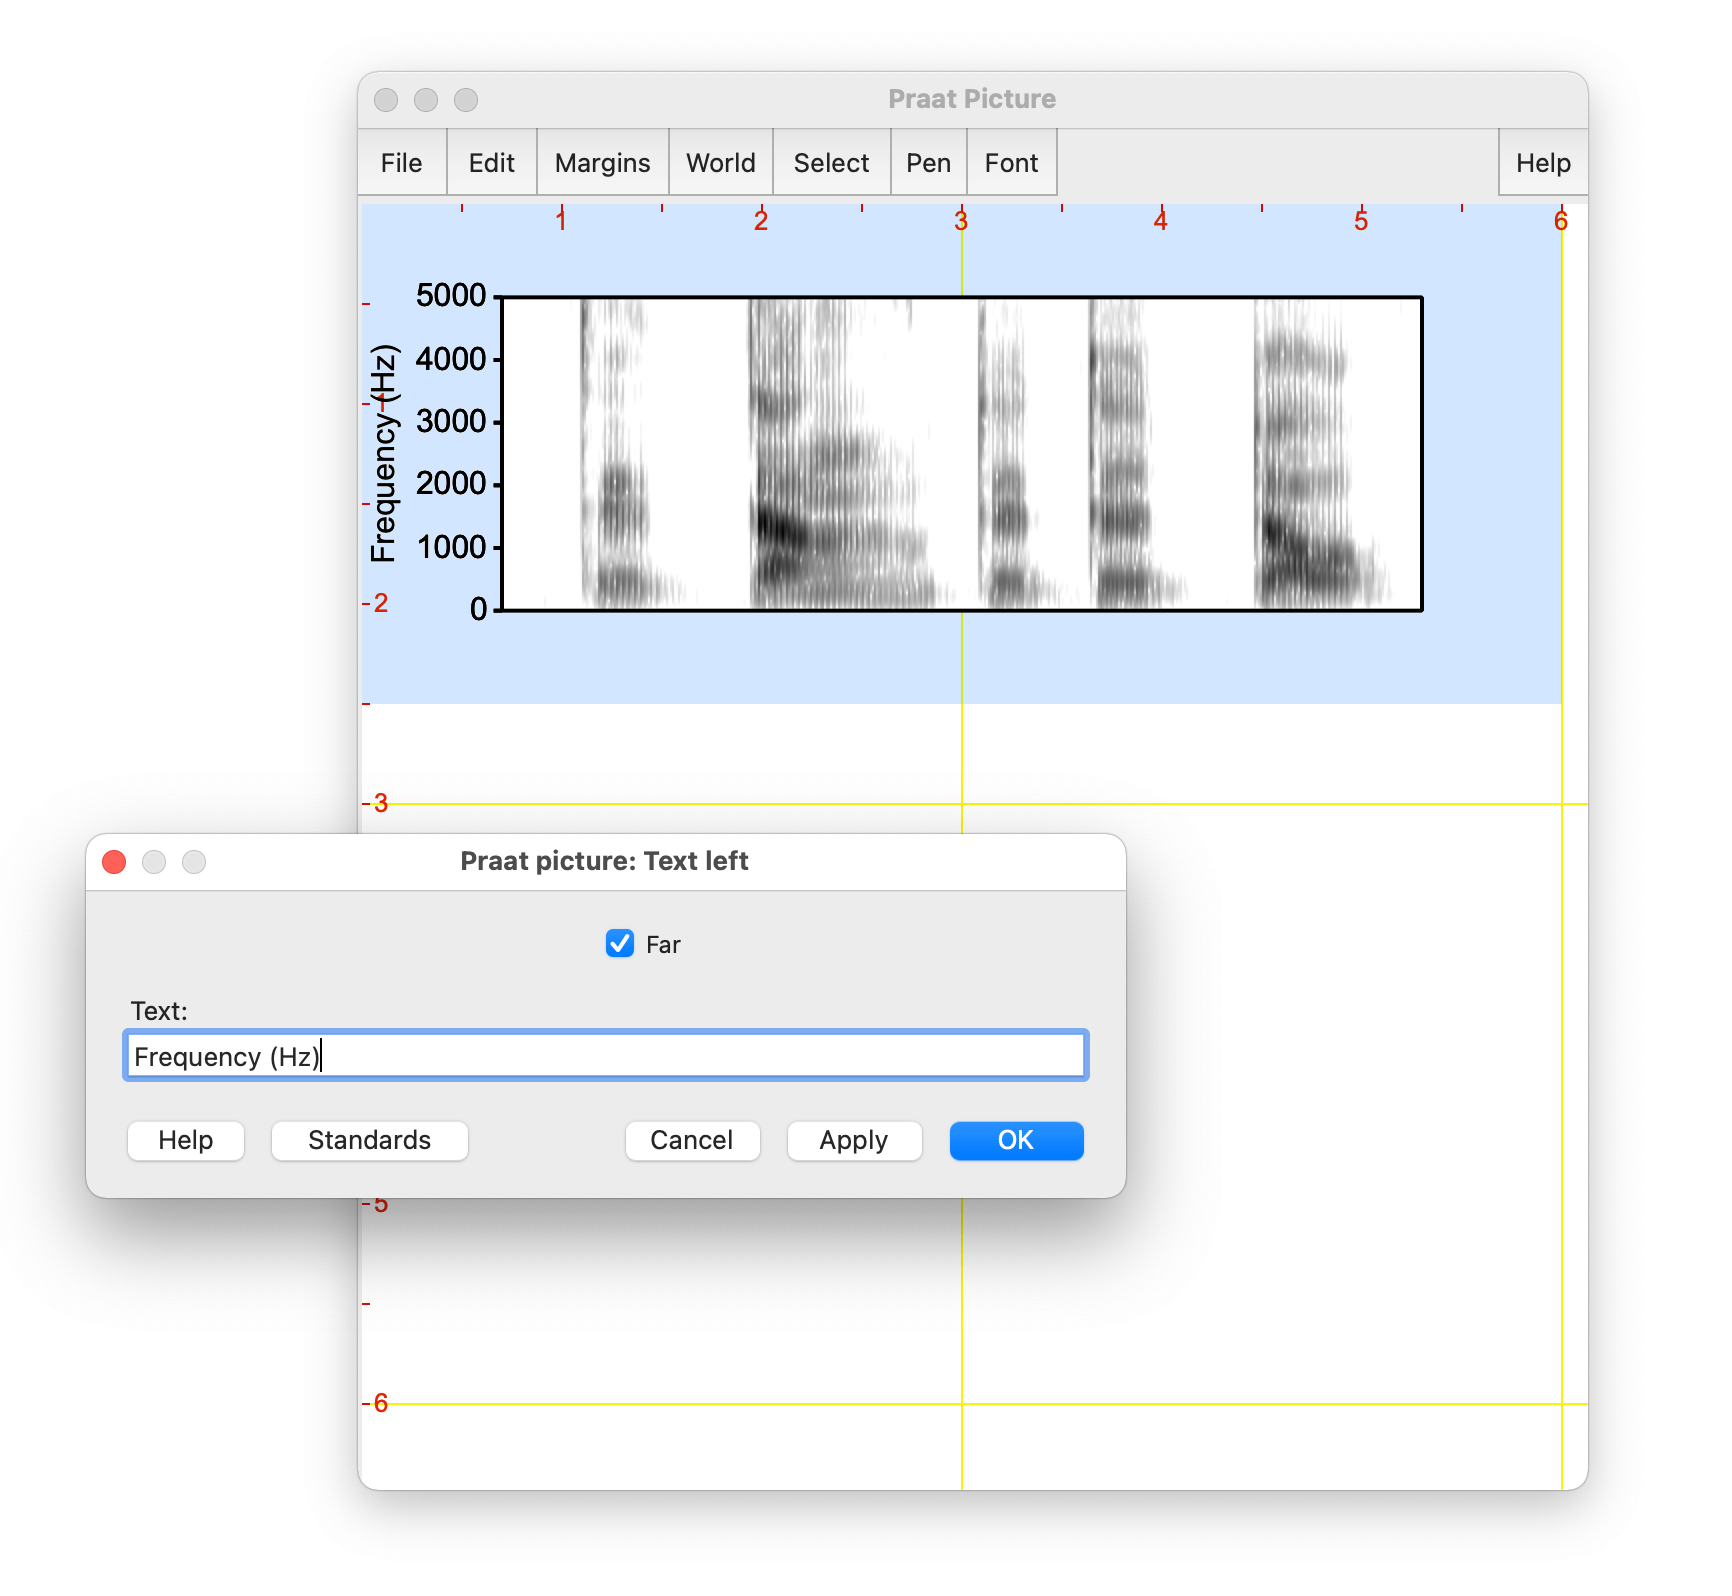 Praat Picture
File Edit Margins World Select Pen Font Help
1 2 3 4 5 6
5000
4000
3000
2000
1000
0
Frequency (Hz)
1
2
3
Praat picture: Text left
Far
Text:
Frequency (Hz)
Help Standards Cancel Apply OK
5
6